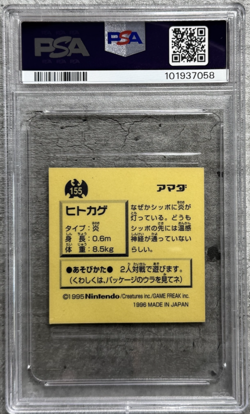 PSA
PSA
101937058
155
アマダ
ヒトカゲ
タイプ：炎
身　長：0.6m
体　重：8.5kg
なぜかシッポに炎が
灯っている。どうも
シッポの先には温感
神経が通っていない
らしい。
●あそびかた● 2人対戦で遊びます。
(くわしくは、パッケージのウラを見てネ)
©1995 Nintendo/Creatures inc./GAME FREAK inc.
1996 MADE IN JAPAN